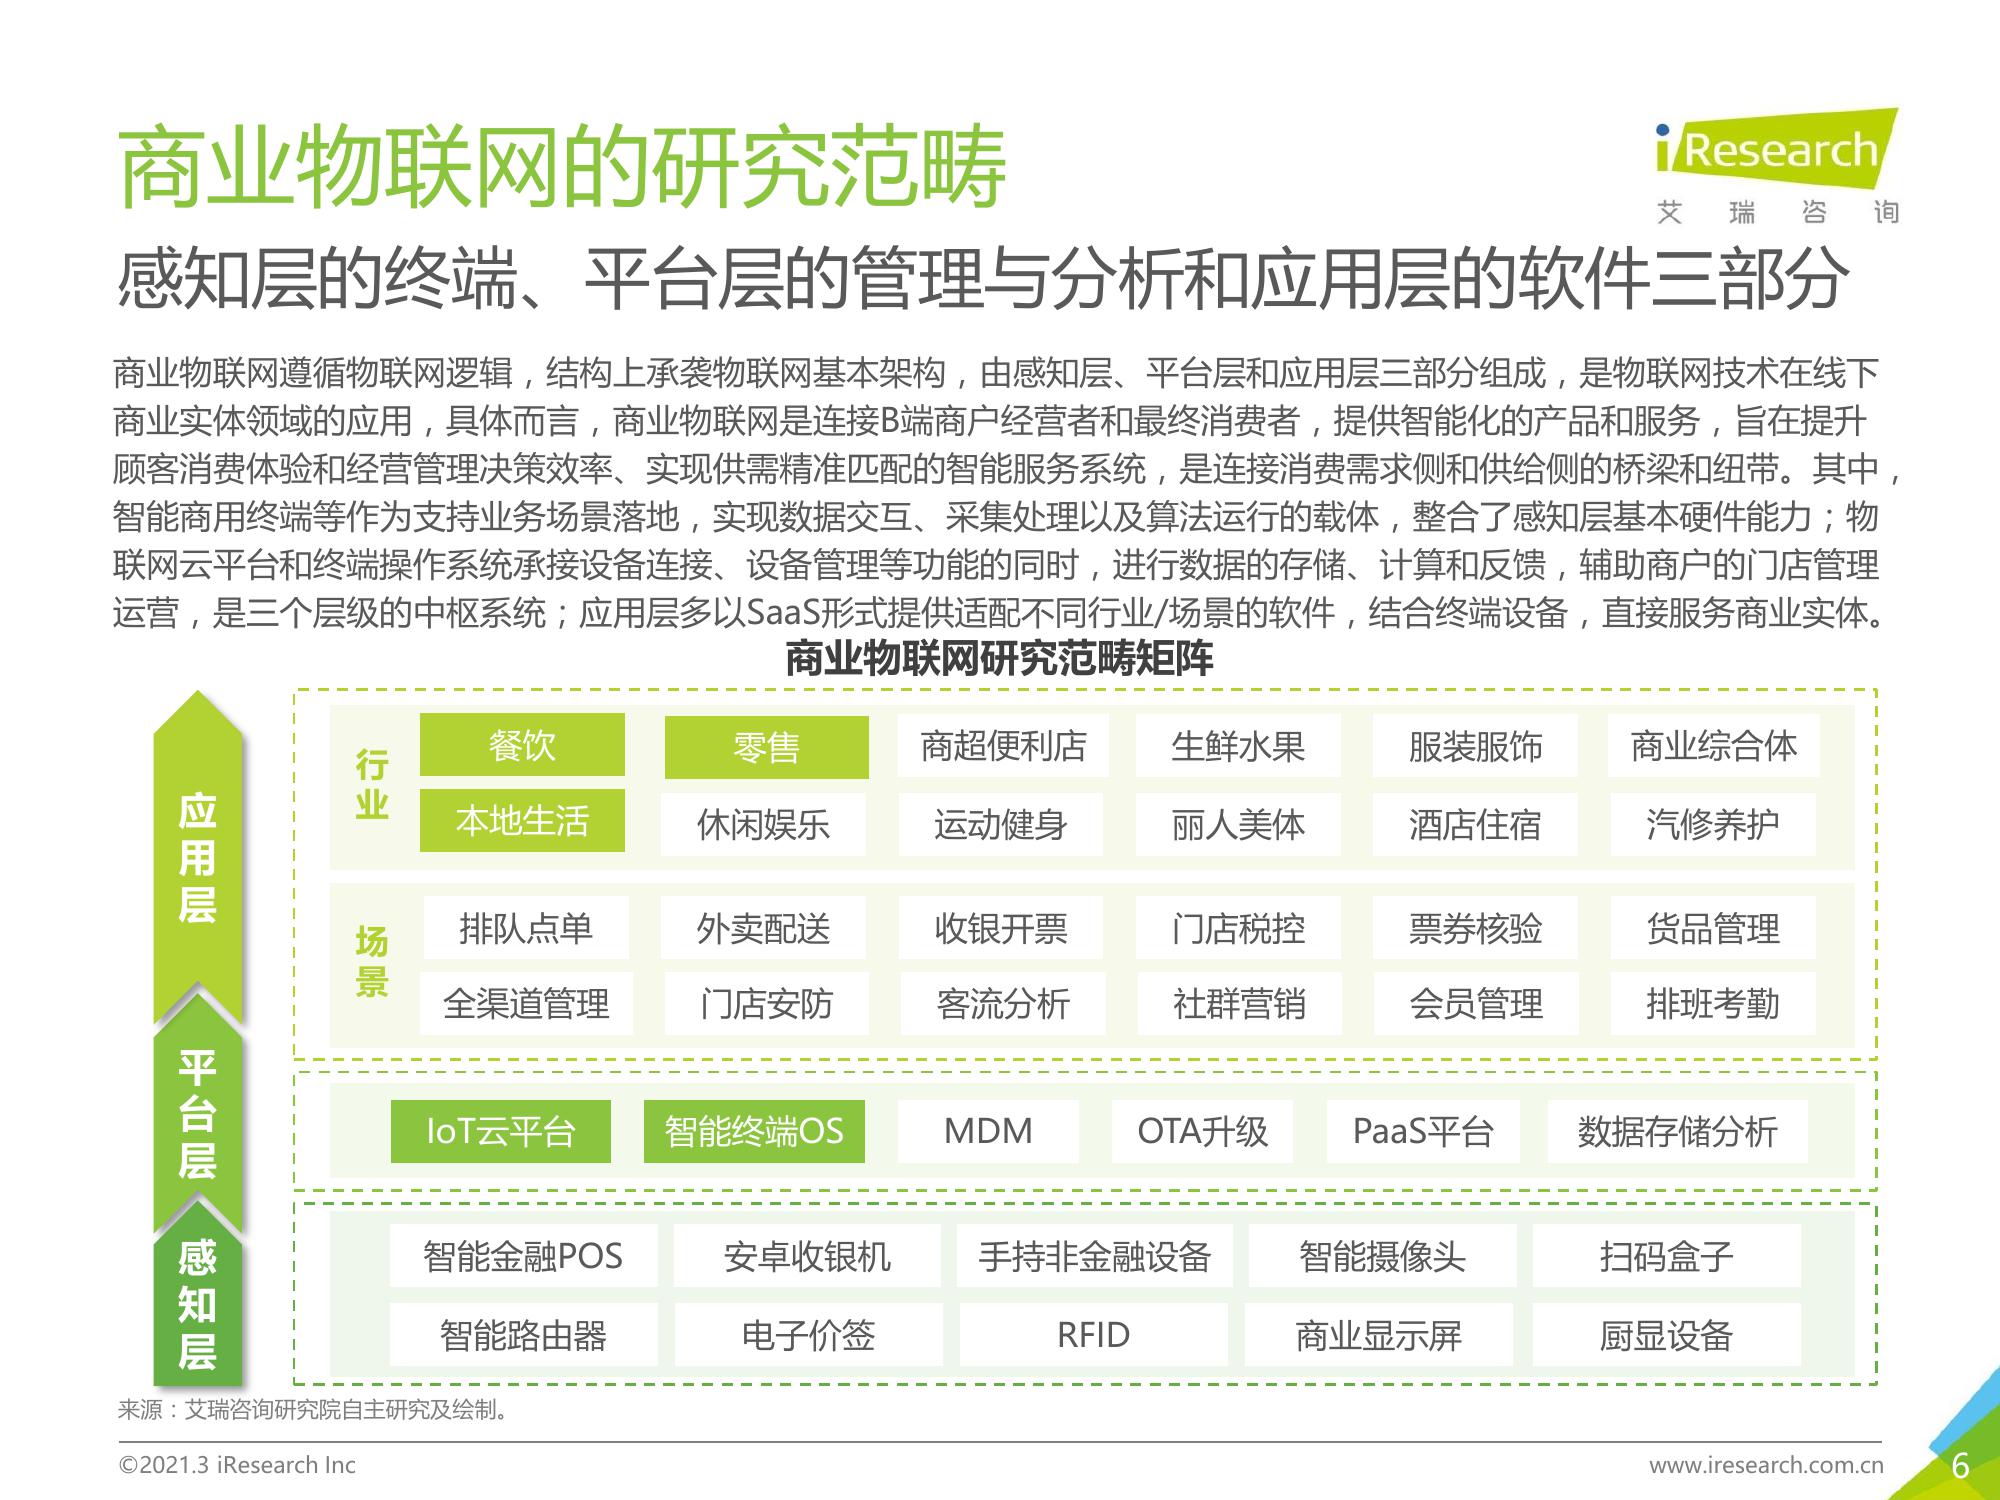 商业物联网的研究范畴
iResearch
艾瑞咨询
感知层的终端、平台层的管理与分析和应用层的软件三部分
商业物联网遵循物联网逻辑，结构上承袭物联网基本架构，由感知层、平台层和应用层三部分组成，是物联网技术在线下
商业实体领域的应用，具体而言，商业物联网是连接B端商户经营者和最终消费者，提供智能化的产品和服务，旨在提升
顾客消费体验和经营管理决策效率、实现供需精准匹配的智能服务系统，是连接消费需求侧和供给侧的桥梁和纽带。其中，
智能商用终端等作为支持业务场景落地，实现数据交互、采集处理以及算法运行的载体，整合了感知层基本硬件能力；物
联网云平台和终端操作系统承接设备连接、设备管理等功能的同时，进行数据的存储、计算和反馈，辅助商户的门店管理
运营，是三个层级的中枢系统；应用层多以SaaS形式提供适配不同行业/场景的软件，结合终端设备，直接服务商业实体。
商业物联网研究范畴矩阵
应用层
行业
餐饮 零售 商超便利店 生鲜水果 服装服饰 商业综合体
本地生活 休闲娱乐 运动健身 丽人美体 酒店住宿 汽修养护
场景
排队点单 外卖配送 收银开票 门店税控 票券核验 货品管理
全渠道管理 门店安防 客流分析 社群营销 会员管理 排班考勤
平台层
IoT云平台 智能终端OS MDM OTA升级 PaaS平台 数据存储分析
感知层
智能金融POS 安卓收银机 手持非金融设备 智能摄像头 扫码盒子
智能路由器 电子价签 RFID 商业显示屏 厨显设备
来源：艾瑞咨询研究院自主研究及绘制。
©2021.3 iResearch Inc
www.iresearch.com.cn
6